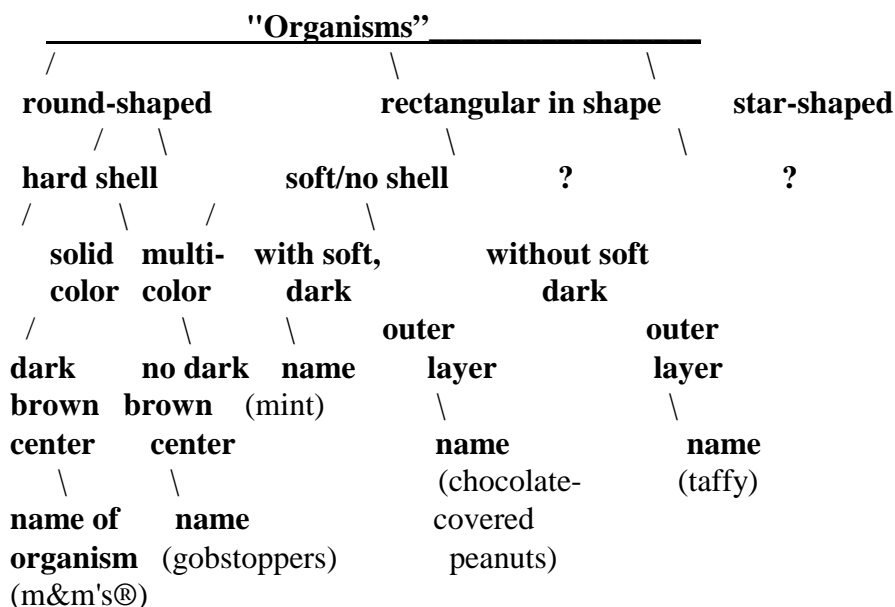 "Organisms”
/ \ \
round-shaped rectangular in shape star-shaped
/ \ \ \
hard shell soft/no shell ? ?
/ \ / \
solid multi- with soft, without soft
color color dark dark
/ \ \ outer outer
dark no dark name layer layer
brown brown (mint) \ \
center center name name
\ \ (chocolate- (taffy)
name of name covered
organism (gobstoppers) peanuts)
(m&m's®)